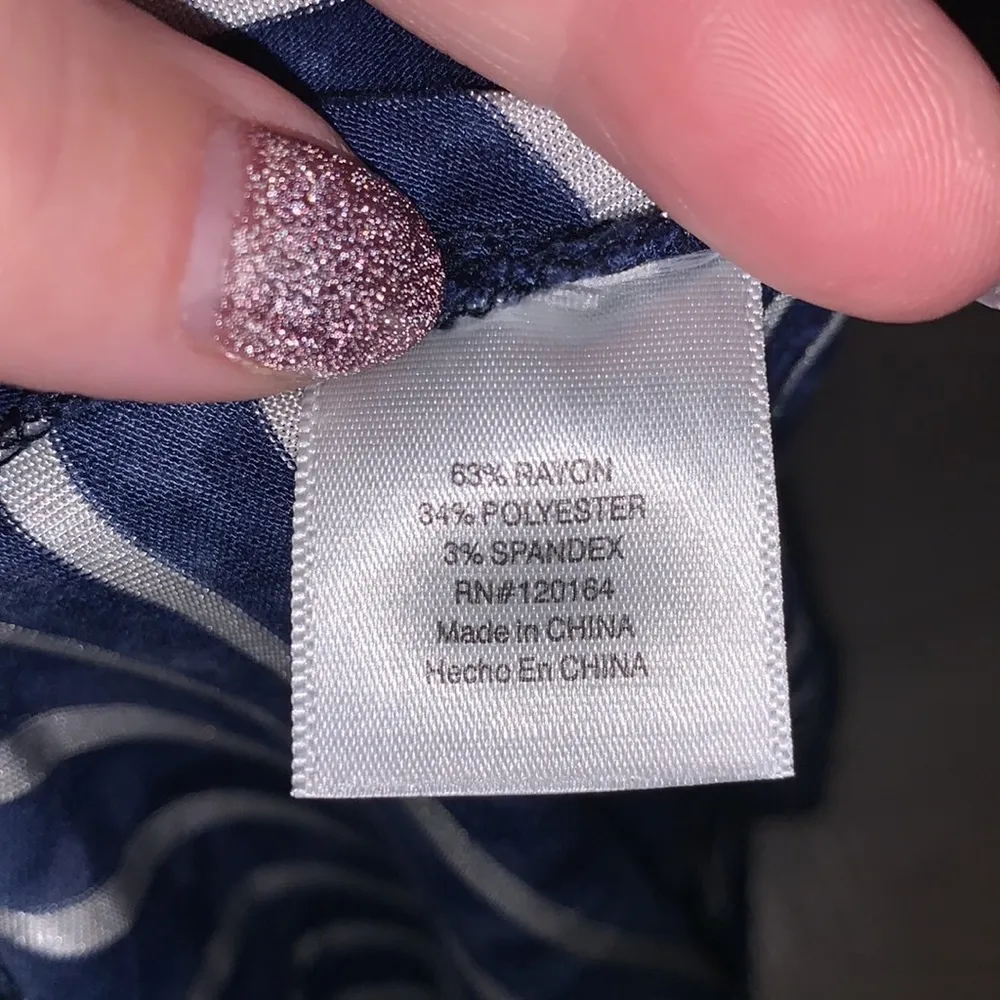 63% RAYON
34% POLYESTER
3% SPANDEX
RN#120164
Made in CHINA
Hecho En CHINA